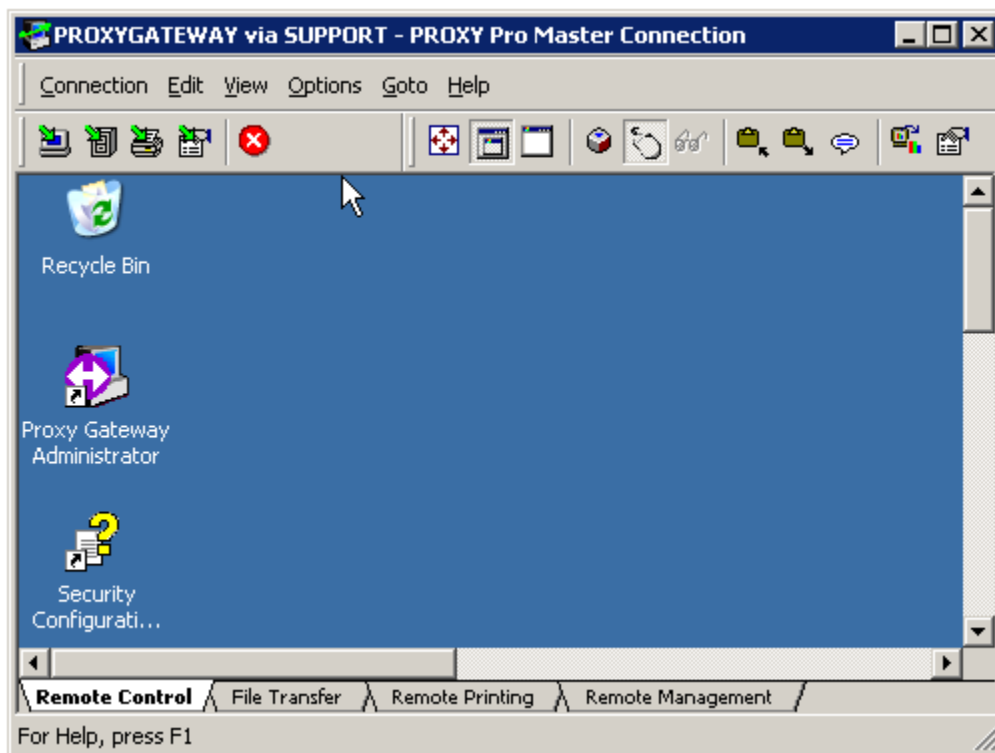 PROXYGATEWAY via SUPPORT - PROXY Pro Master Connection
Connection Edit View Options Goto Help
Recycle Bin
Proxy Gateway
Administrator
Security
Configurati...
Remote Control File Transfer Remote Printing Remote Management
For Help, press F1